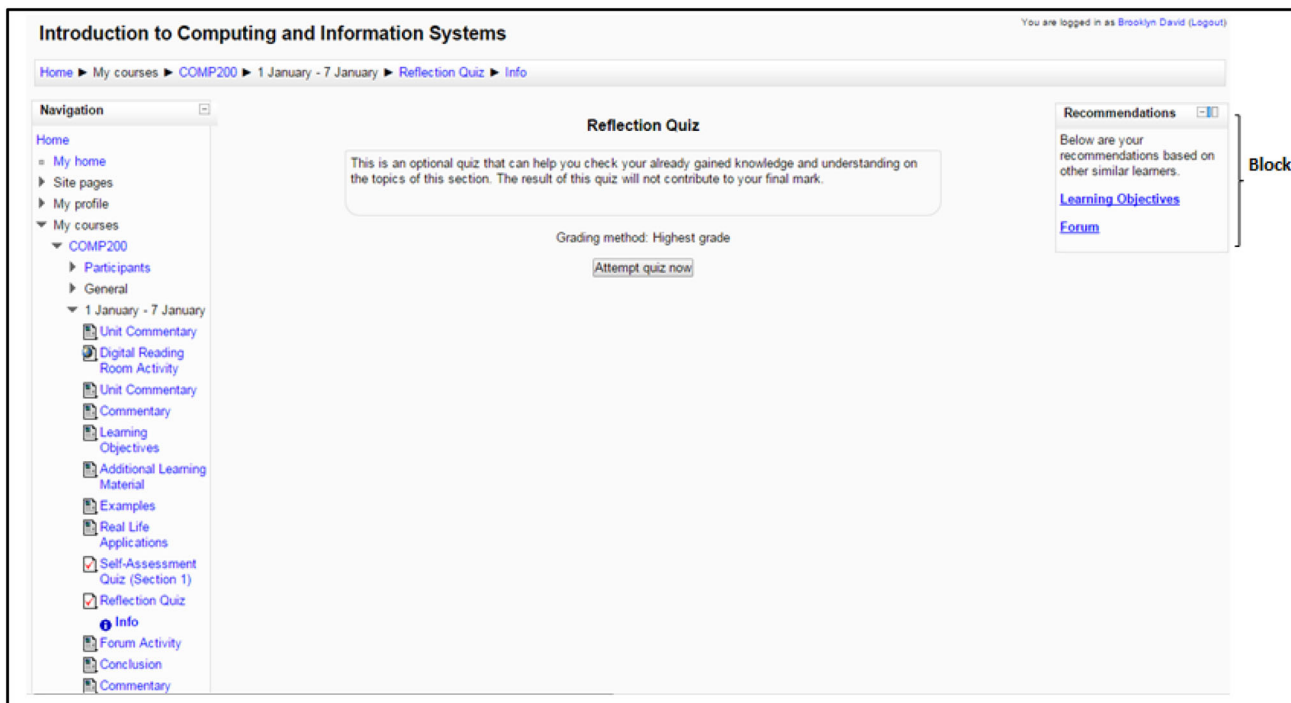 Introduction to Computing and Information Systems
You are logged in as Brooklyn David (Logout)
Home ► My courses ► COMP200 ► 1 January - 7 January ► Reflection Quiz ► Info
Navigation
Home
My home
Site pages
My profile
My courses
COMP200
Participants
General
1 January - 7 January
Unit Commentary
Digital Reading
Room Activity
Unit Commentary
Commentary
Learning
Objectives
Additional Learning
Material
Examples
Real Life
Applications
Self-Assessment
Quiz (Section 1)
Reflection Quiz
Info
Forum Activity
Conclusion
Commentary
Reflection Quiz
This is an optional quiz that can help you check your already gained knowledge and understanding on
the topics of this section. The result of this quiz will not contribute to your final mark.
Grading method: Highest grade
Attempt quiz now
Recommendations
Below are your
recommendations based on
other similar learners.
Learning Objectives
Forum
Block